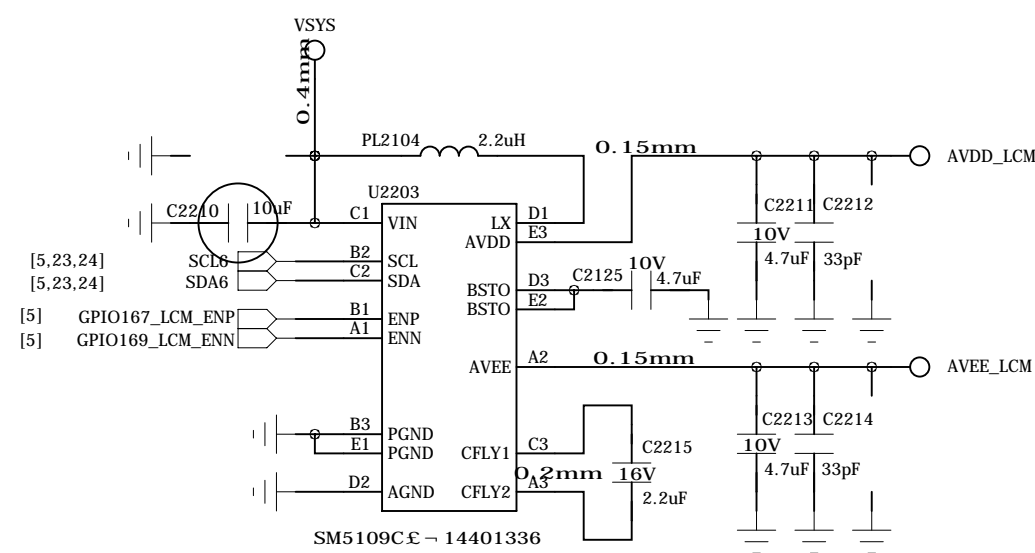 VSYS
0.4mm
PL2104 2.2uH
0.15mm
AVDD_LCM
U2203
C2210 10uF
C1 VIN LX D1
AVDD E3
C2211 C2212
10V
4.7uF 33pF
[5,23,24] SCL6 B2 SCL
[5,23,24] SDA6 C2 SDA
10V
D3 C2125 4.7uF
BSTO
BSTO E2
[5] GPIO167_LCM_ENP B1 ENP
[5] GPIO169_LCM_ENN A1 ENN
AVEE A2 0.15mm AVEE_LCM
C2213 C2214
10V
4.7uF 33pF
B3 PGND
E1 PGND CFLY1 C3 C2215
0.2mm 16V
D2 AGND CFLY2 A3 2.2uF
SM5109C£¬14401336